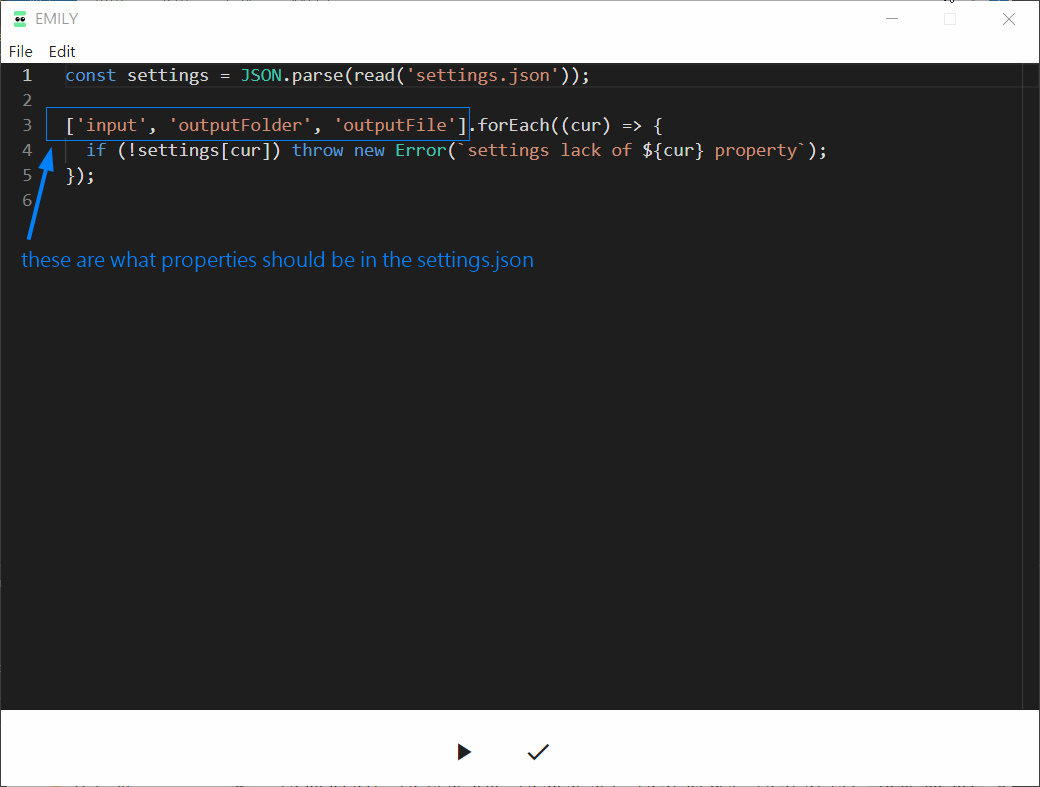 EMILY
File Edit
1 const settings = JSON.parse(read('settings.json'));
2
3 ['input', 'outputFolder', 'outputFile'].forEach((cur) => {
4 if (!settings[cur]) throw new Error(`settings lack of ${cur} property`);
5 });
6
these are what properties should be in the settings.json